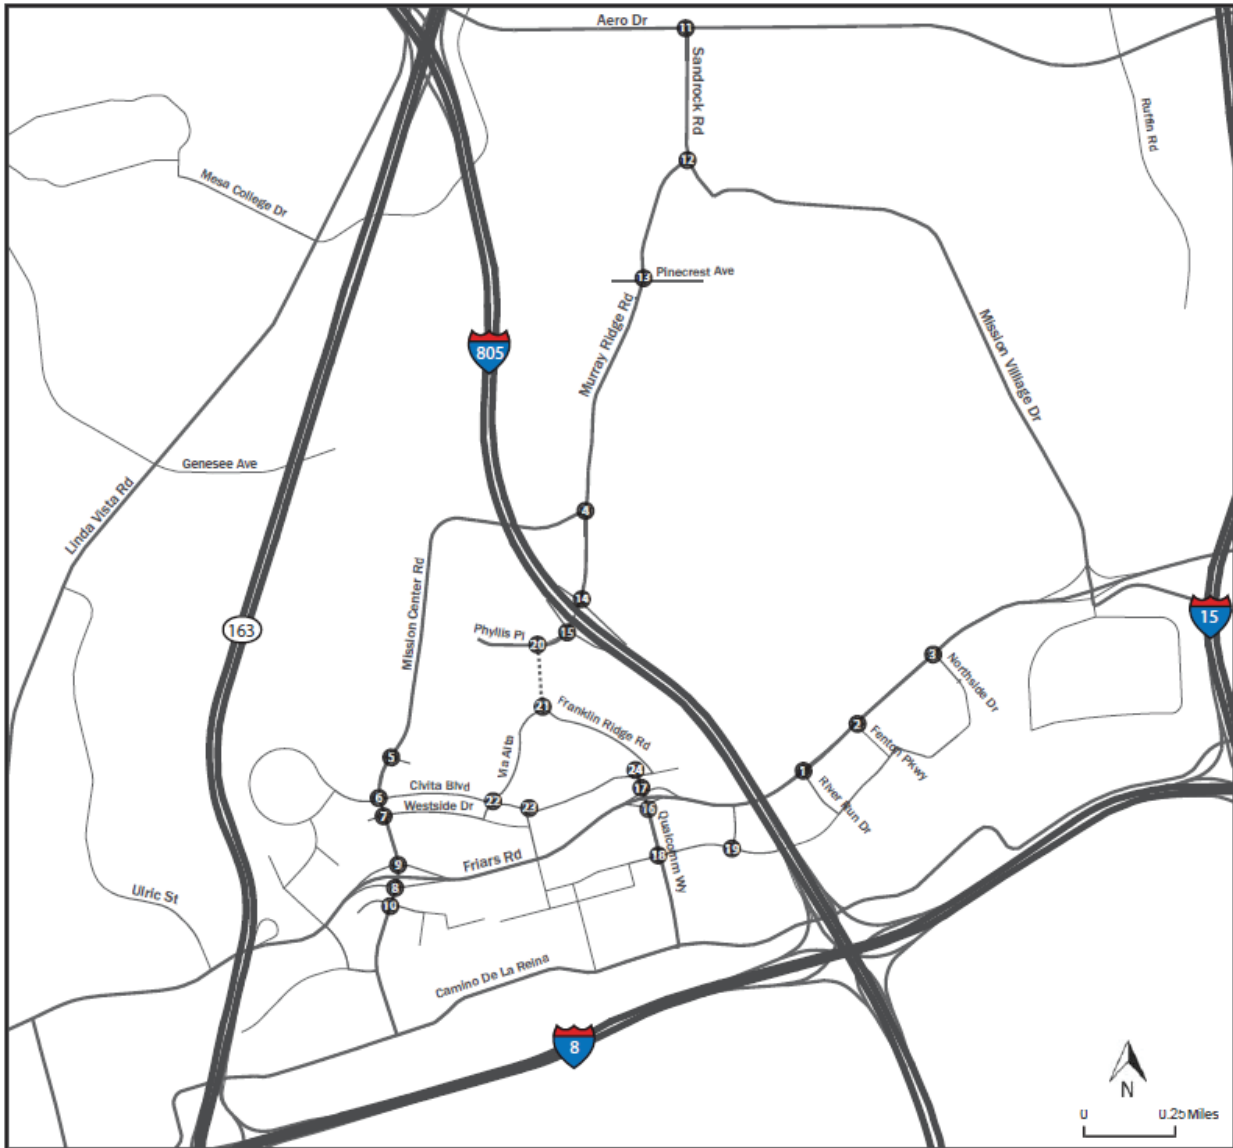 Aero Dr
11
Sandrock Rd
Ruffin Rd
12
Mesa College Dr
13
Pinecrest Ave
Murray Ridge Rd
Mission Villiage Dr
805
Genesee Ave
Linda Vista Rd
4
Mission Center Rd
14
15
163
Phyllis Pl
20
15
3
Northside Dr
21
Franklin Ridge Rd
2
Fenton Pkwy
Via Alta
5
24
1
River Run Dr
17
Civita Blvd
6
22
23
16
Westside Dr
7
Qualcomm Wy
19
18
9
Friars Rd
8
Ulric St
10
Camino De La Reina
8
N
0
0.25 Miles